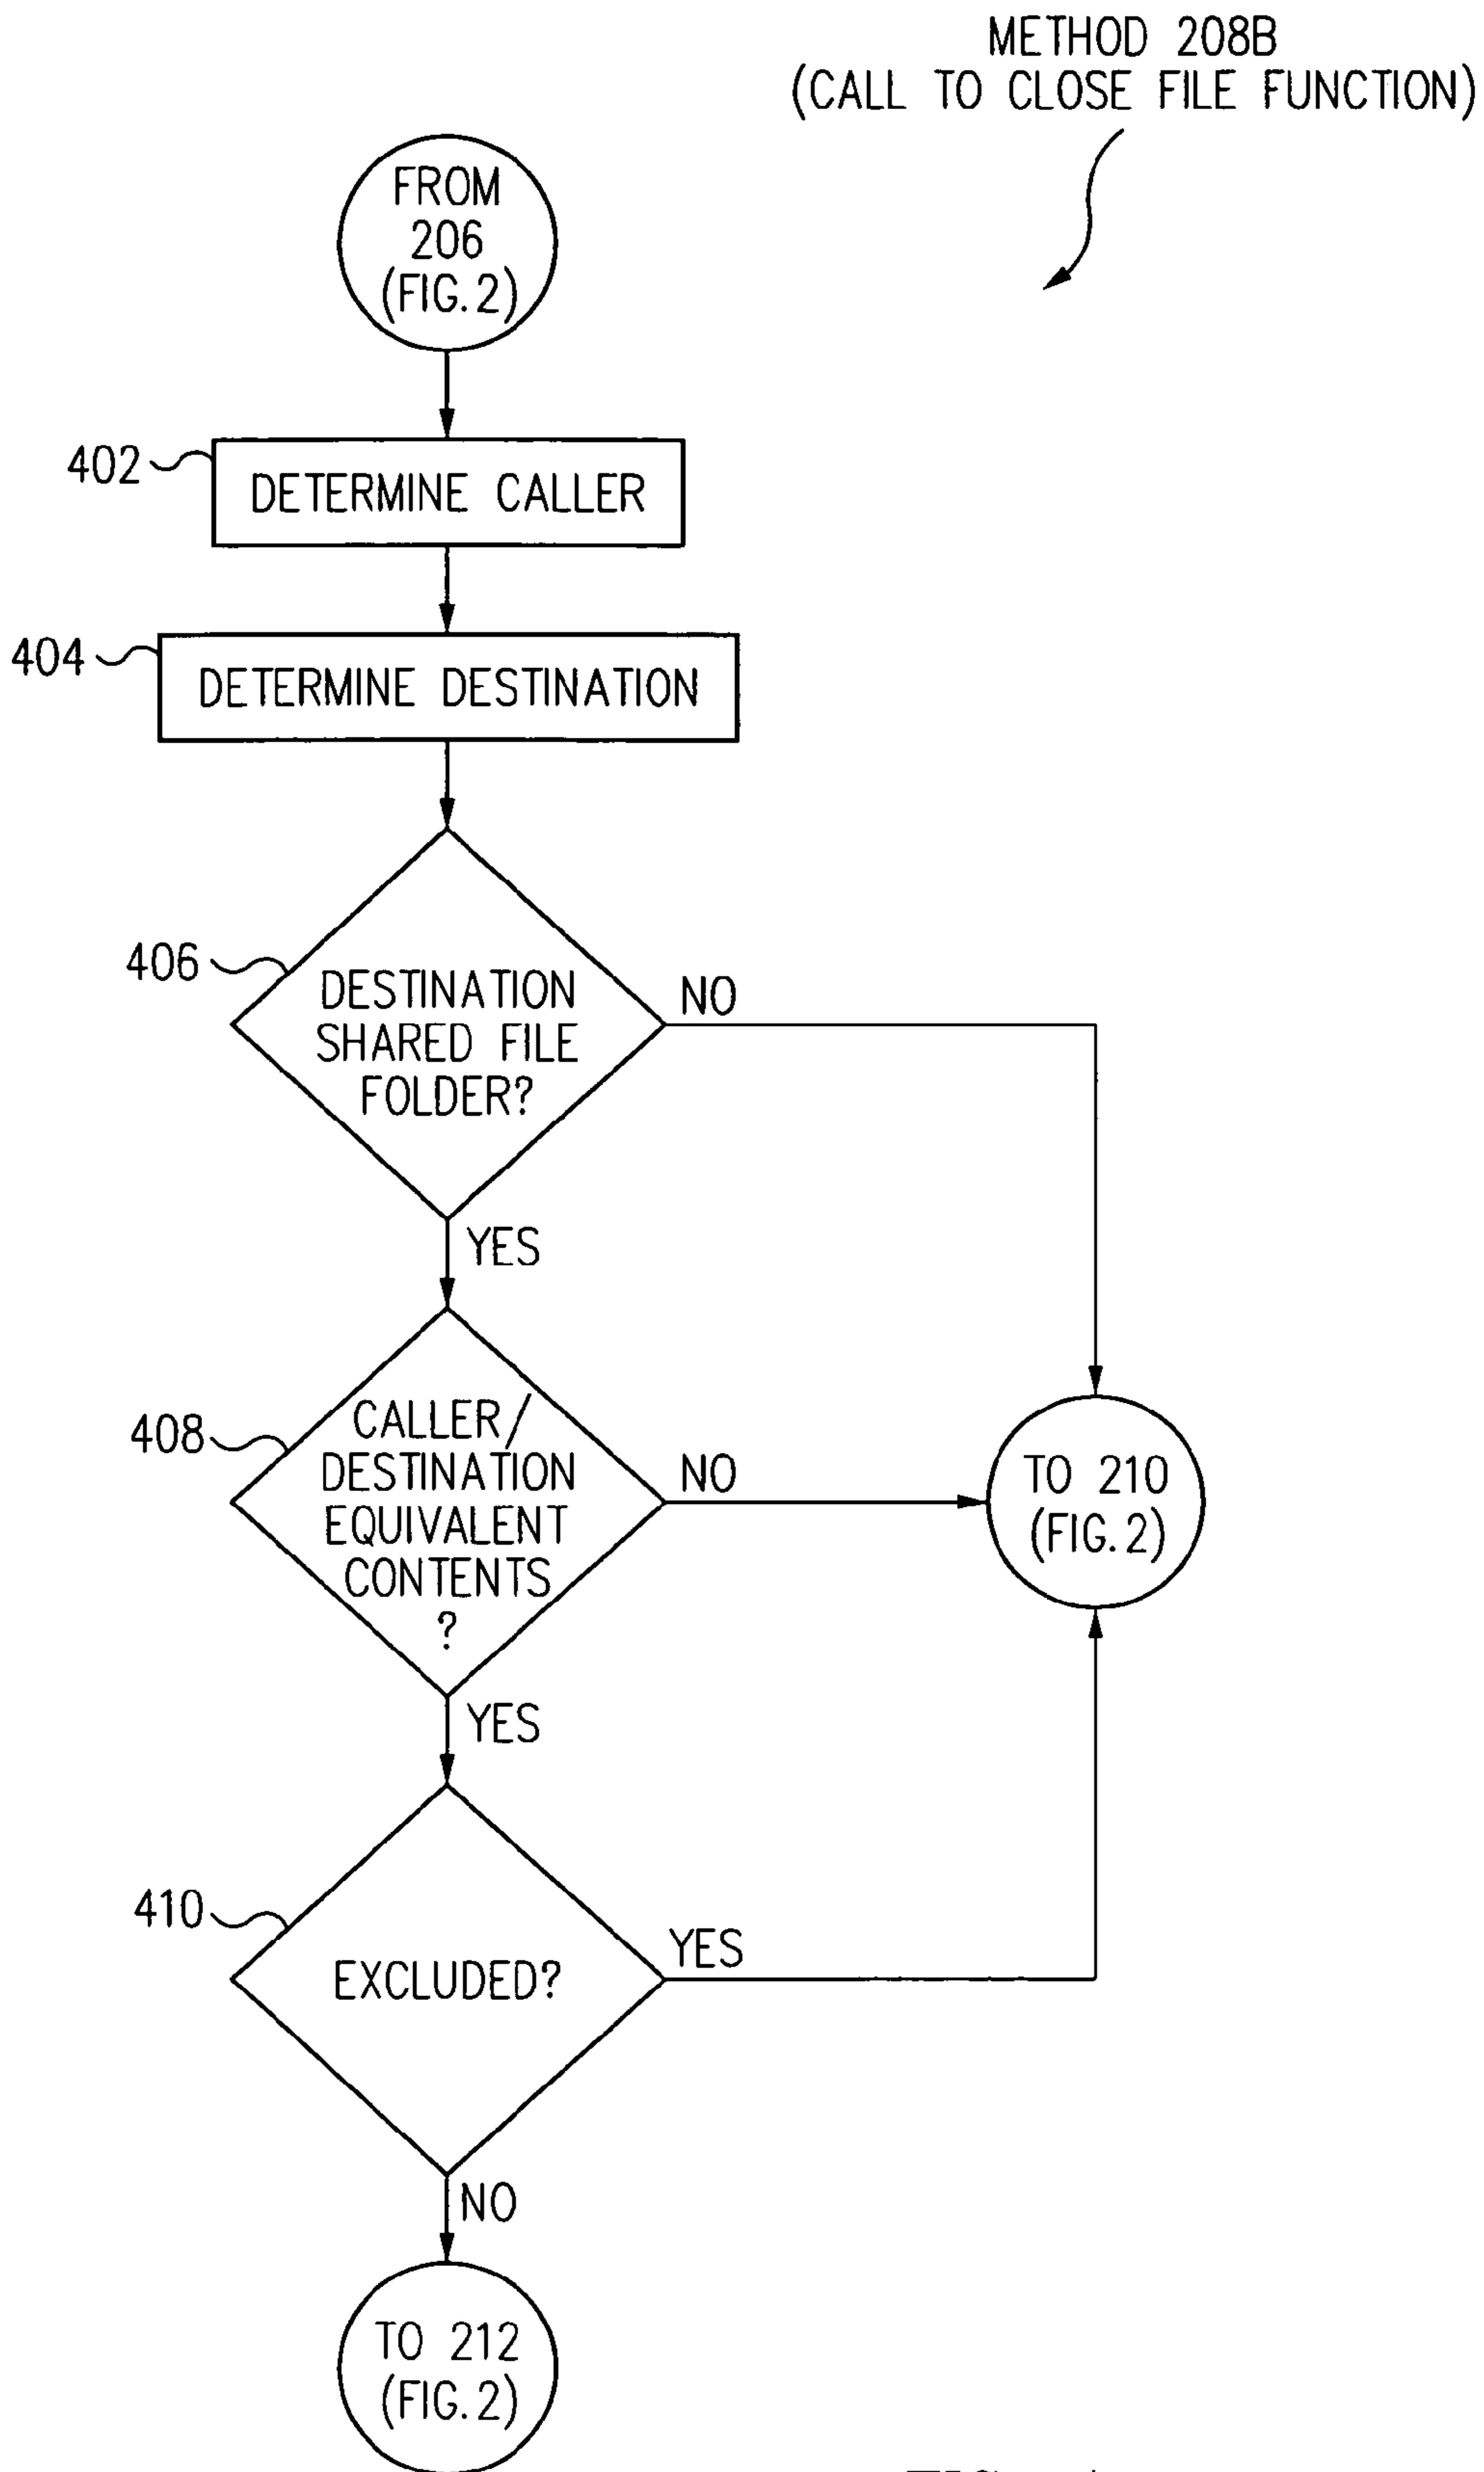 METHOD 208B
(CALL TO CLOSE FILE FUNCTION)
FROM
206
(FIG. 2)
402
DETERMINE CALLER
404
DETERMINE DESTINATION
406
DESTINATION
SHARED FILE
FOLDER?
NO
YES
408
CALLER/
DESTINATION
EQUIVALENT
CONTENTS
?
NO
TO 210
(FIG. 2)
YES
410
EXCLUDED?
YES
NO
TO 212
(FIG. 2)